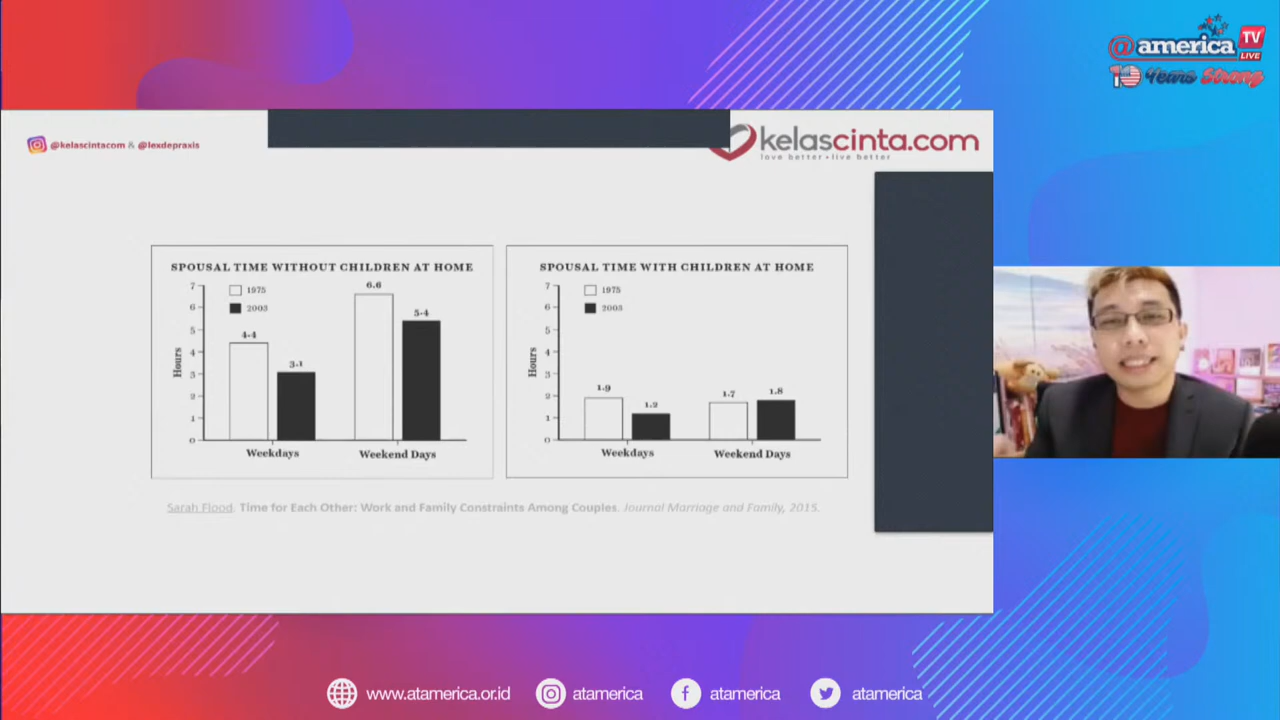 @america TV
LIVE
10 Years Strong
@kelascintacom & @lexdepraxis
kelascinta.com
love better • live better
SPOUSAL TIME WITHOUT CHILDREN AT HOME
1975
2003
Hours
7
6
5
4
3
2
1
0
4.4
3.1
6.6
5.4
Weekdays
Weekend Days
SPOUSAL TIME WITH CHILDREN AT HOME
1975
2003
Hours
7
6
5
4
3
2
1
0
1.9
1.2
1.7
1.8
Weekdays
Weekend Days
Sarah Flood. Time for Each Other: Work and Family Constraints Among Couples. Journal Marriage and Family, 2015.
www.atamerica.or.id
atamerica
atamerica
atamerica